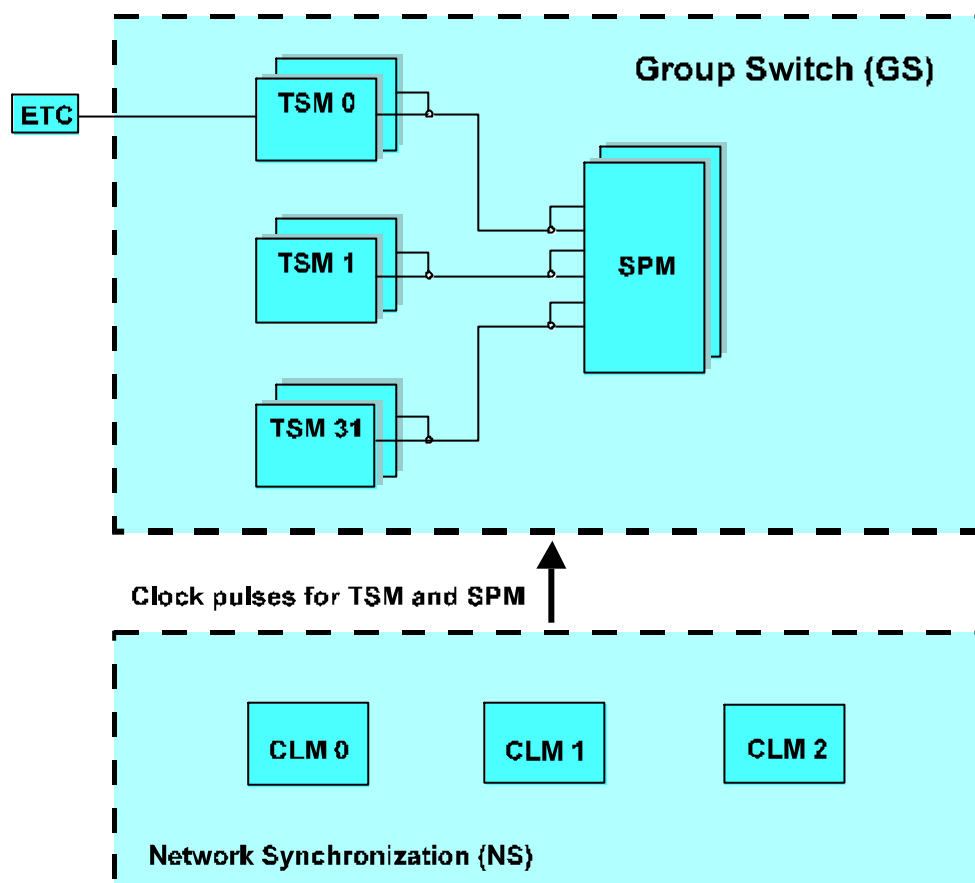 Group Switch (GS)
ETC
TSM 0
TSM 1
SPM
TSM 31
Clock pulses for TSM and SPM
CLM 0
CLM 1
CLM 2
Network Synchronization (NS)